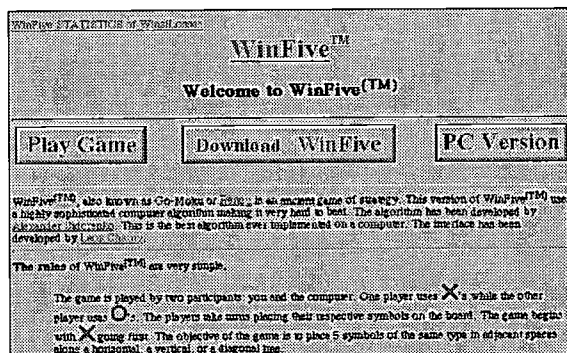 WinFive STATISTICS of Wins/Losses
WinFive™
Welcome to WinFive(TM)
Play Game
Download WinFive
PC Version
WinFive(TM), also known as Go-Moku or is an ancient game of strategy. This version of WinFive(TM) uses
a highly sophisticated computer algorithm making it very hard to beat. The algorithm has been developed by
Alexander This is the best algorithm ever implemented on a computer. The interface has been
developed by
The rules of WinFive(TM) are very simple.
The game is played by two participants: you and the computer. One player uses X's while the other
player uses O's. The players take turns placing their respective symbols on the board. The game begins
with X going first. The objective of the game is to place 5 symbols of the same type in adjacent spaces
along a horizontal, a vertical, or a diagonal line.